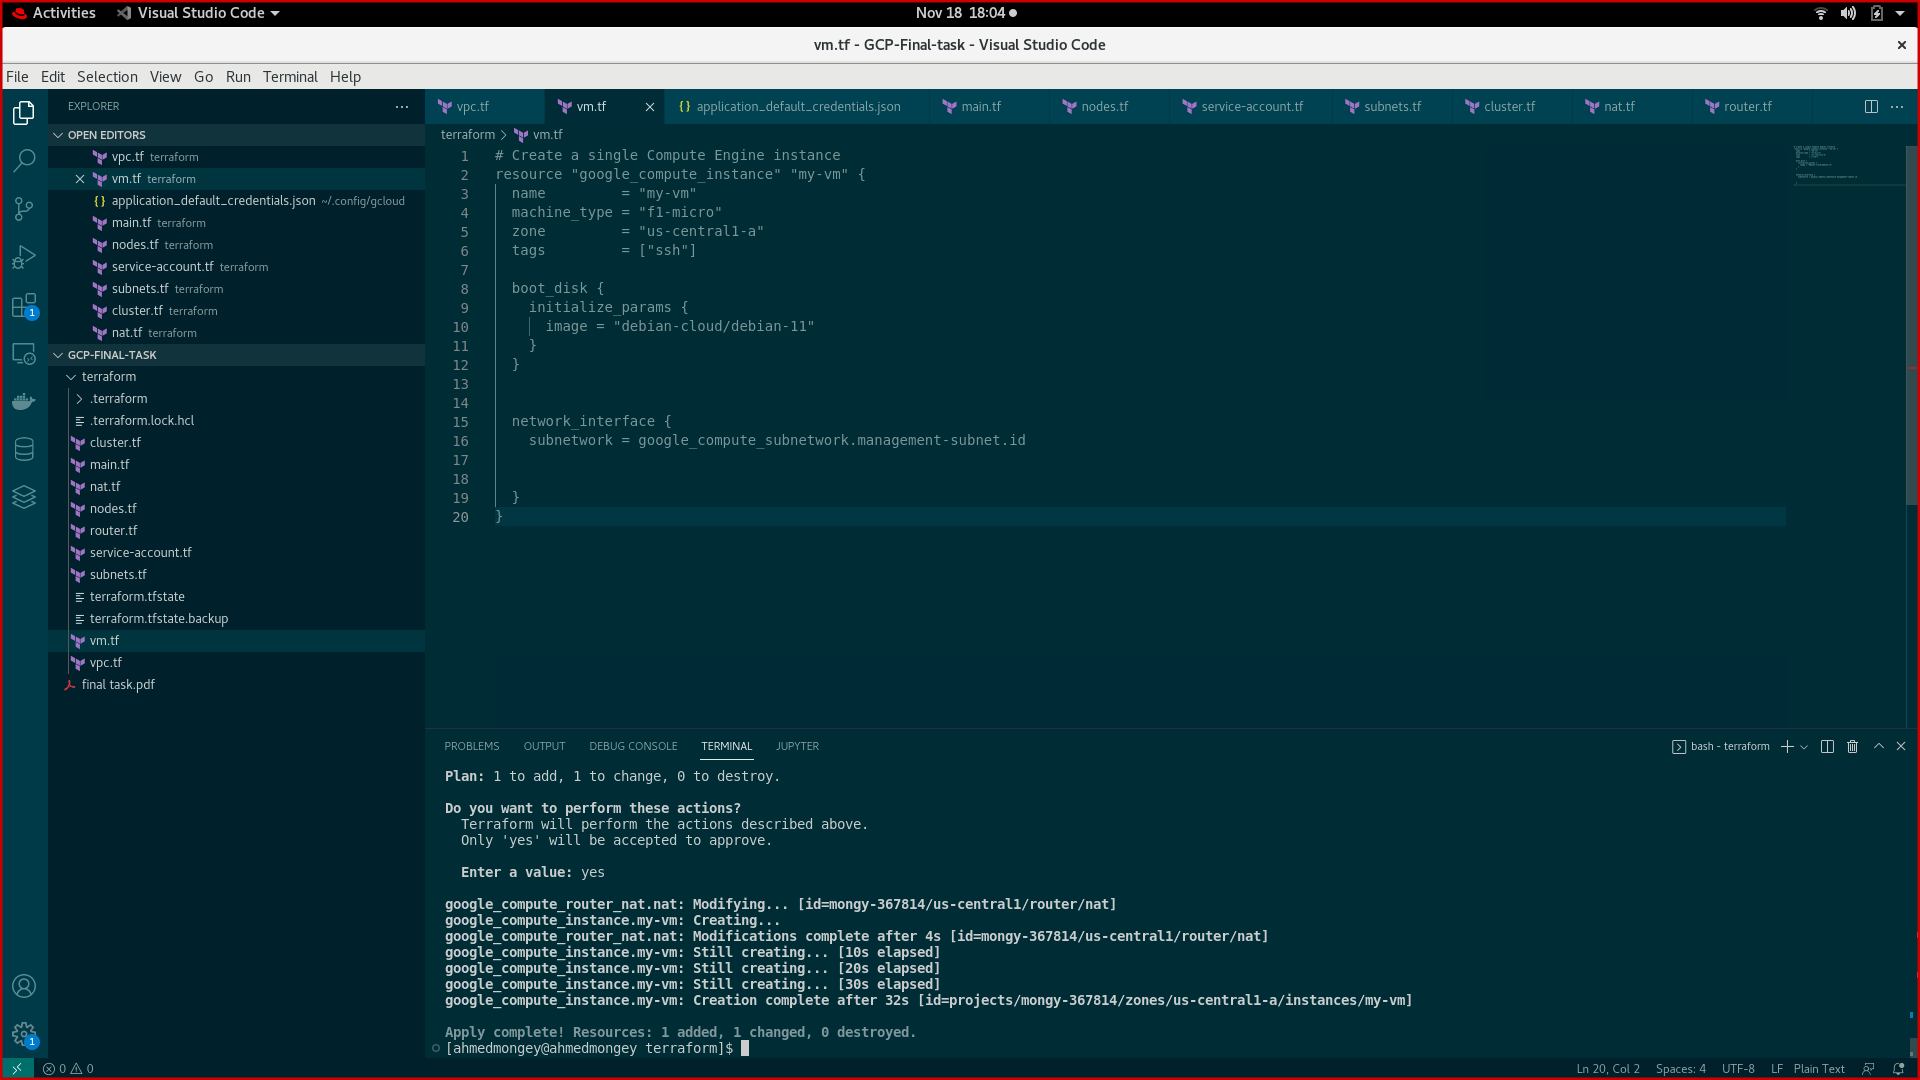 Activities Visual Studio Code Nov 18 18:04
vm.tf - GCP-Final-task - Visual Studio Code
File Edit Selection View Go Run Terminal Help
EXPLORER
OPEN EDITORS
vpc.tf terraform
vm.tf terraform
{} application_default_credentials.json ~/.config/gcloud
main.tf terraform
nodes.tf terraform
service-account.tf terraform
subnets.tf terraform
cluster.tf terraform
nat.tf terraform
GCP-FINAL-TASK
terraform
.terraform
.terraform.lock.hcl
cluster.tf
main.tf
nat.tf
nodes.tf
router.tf
service-account.tf
subnets.tf
terraform.tfstate
terraform.tfstate.backup
vm.tf
vpc.tf
final task.pdf
1
1
vpc.tf vm.tf {} application_default_credentials.json main.tf nodes.tf service-account.tf subnets.tf cluster.tf nat.tf router.tf
terraform > vm.tf
1 # Create a single Compute Engine instance
2 resource "google_compute_instance" "my-vm" {
3 name = "my-vm"
4 machine_type = "f1-micro"
5 zone = "us-central1-a"
6 tags = ["ssh"]
7
8 boot_disk {
9 initialize_params {
10 image = "debian-cloud/debian-11"
11 }
12 }
13
14
15 network_interface {
16 subnetwork = google_compute_subnetwork.management-subnet.id
17
18
19 }
20 }
PROBLEMS OUTPUT DEBUG CONSOLE TERMINAL JUPYTER bash - terraform
Plan: 1 to add, 1 to change, 0 to destroy.
Do you want to perform these actions?
Terraform will perform the actions described above.
Only 'yes' will be accepted to approve.
Enter a value: yes
google_compute_router_nat.nat: Modifying... [id=mongy-367814/us-central1/router/nat]
google_compute_instance.my-vm: Creating...
google_compute_router_nat.nat: Modifications complete after 4s [id=mongy-367814/us-central1/router/nat]
google_compute_instance.my-vm: Still creating... [10s elapsed]
google_compute_instance.my-vm: Still creating... [20s elapsed]
google_compute_instance.my-vm: Still creating... [30s elapsed]
google_compute_instance.my-vm: Creation complete after 32s [id=projects/mongy-367814/zones/us-central1-a/instances/my-vm]
Apply complete! Resources: 1 added, 1 changed, 0 destroyed.
[ahmedmongey@ahmedmongey terraform]$
0 0 Ln 20, Col 2 Spaces: 4 UTF-8 LF Plain Text